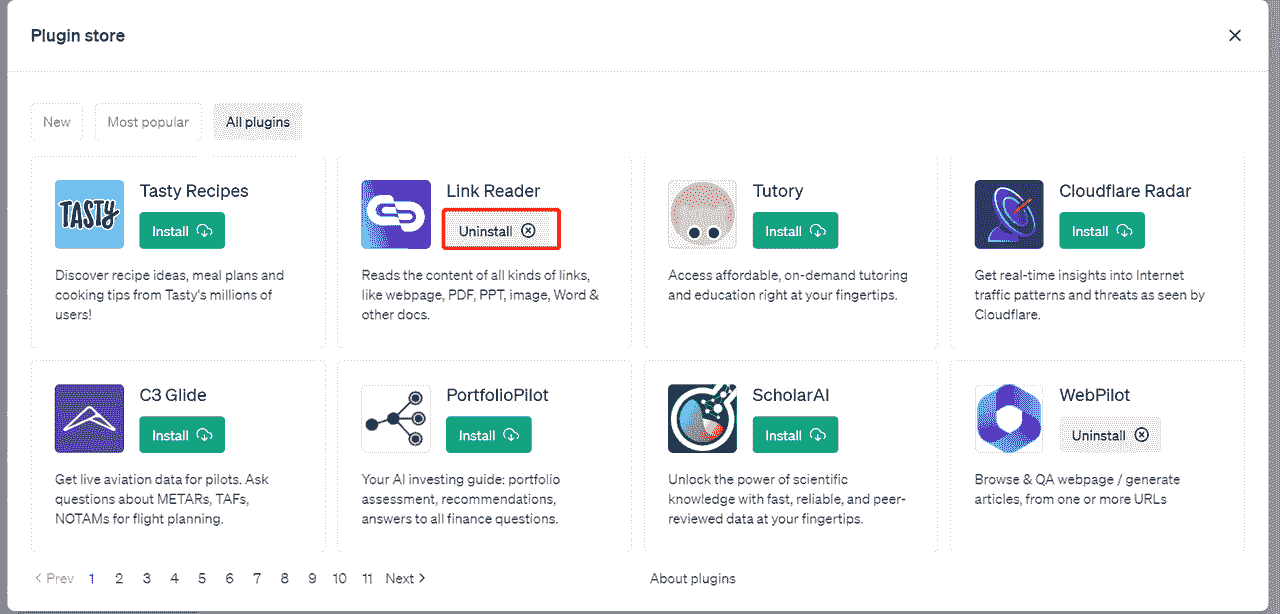 Plugin store
New
Most popular
All plugins
TASTY
Tasty Recipes
Install
Discover recipe ideas, meal plans and
cooking tips from Tasty's millions of
users!
Link Reader
Uninstall
Reads the content of all kinds of links,
like webpage, PDF, PPT, image, Word &
other docs.
Tutory
Install
Access affordable, on-demand tutoring
and education right at your fingertips.
Cloudflare Radar
Install
Get real-time insights into Internet
traffic patterns and threats as seen by
Cloudflare.
C3 Glide
Install
Get live aviation data for pilots. Ask
questions about METARs, TAFs,
NOTAMs for flight planning.
PortfolioPilot
Install
Your AI investing guide: portfolio
assessment, recommendations,
answers to all finance questions.
ScholarAI
Install
Unlock the power of scientific
knowledge with fast, reliable, and peer-
reviewed data at your fingertips.
WebPilot
Uninstall
Browse & QA webpage / generate
articles, from one or more URLs
Prev 1 2 3 4 5 6 7 8 9 10 11 Next
About plugins